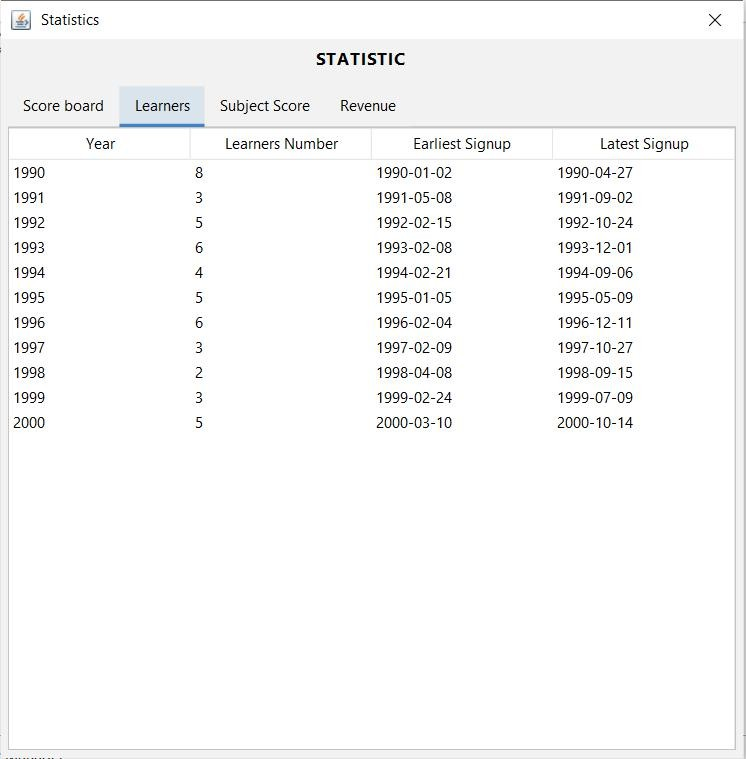 Statistics
STATISTIC
Score board Learners Subject Score Revenue
Year Learners Number Earliest Signup Latest Signup
1990 8 1990-01-02 1990-04-27
1991 3 1991-05-08 1991-09-02
1992 5 1992-02-15 1992-10-24
1993 6 1993-02-08 1993-12-01
1994 4 1994-02-21 1994-09-06
1995 5 1995-01-05 1995-05-09
1996 6 1996-02-04 1996-12-11
1997 3 1997-02-09 1997-10-27
1998 2 1998-04-08 1998-09-15
1999 3 1999-02-24 1999-07-09
2000 5 2000-03-10 2000-10-14